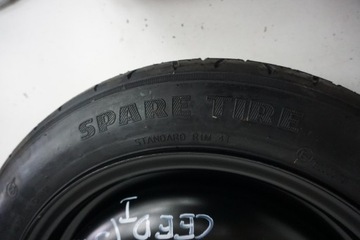 SPARE TIRE
STANDARD RIM
CEED
I